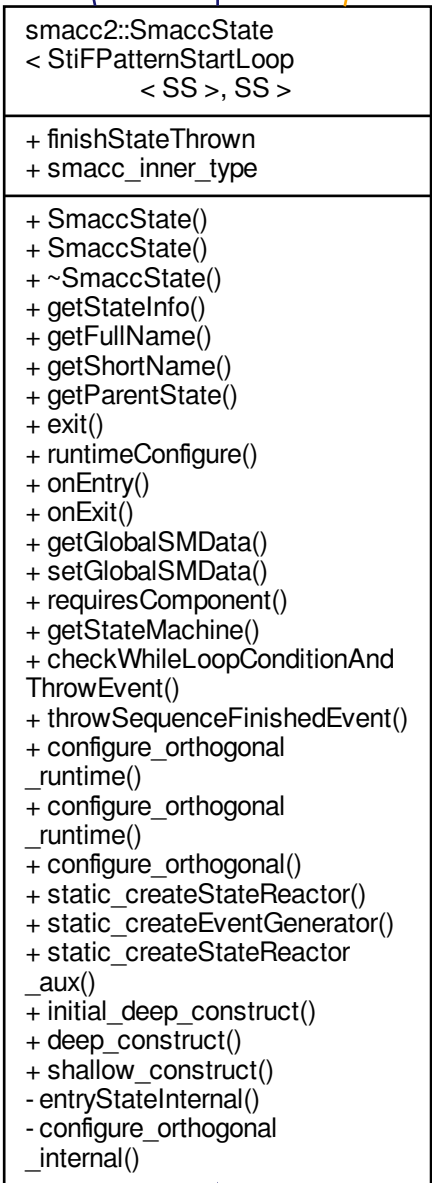 smacc2::SmaccState
< StiFPatternStartLoop
< SS >, SS >
+ finishStateThrown
+ smacc_inner_type
+ SmaccState()
+ SmaccState()
+ ~SmaccState()
+ getStateInfo()
+ getFullName()
+ getShortName()
+ getParentState()
+ exit()
+ runtimeConfigure()
+ onEntry()
+ onExit()
+ getGlobalSMData()
+ setGlobalSMData()
+ requiresComponent()
+ getStateMachine()
+ checkWhileLoopConditionAnd
ThrowEvent()
+ throwSequenceFinishedEvent()
+ configure_orthogonal
_runtime()
+ configure_orthogonal
_runtime()
+ configure_orthogonal()
+ static_createStateReactor()
+ static_createEventGenerator()
+ static_createStateReactor
_aux()
+ initial_deep_construct()
+ deep_construct()
+ shallow_construct()
- entryStateInternal()
- configure_orthogonal
_internal()